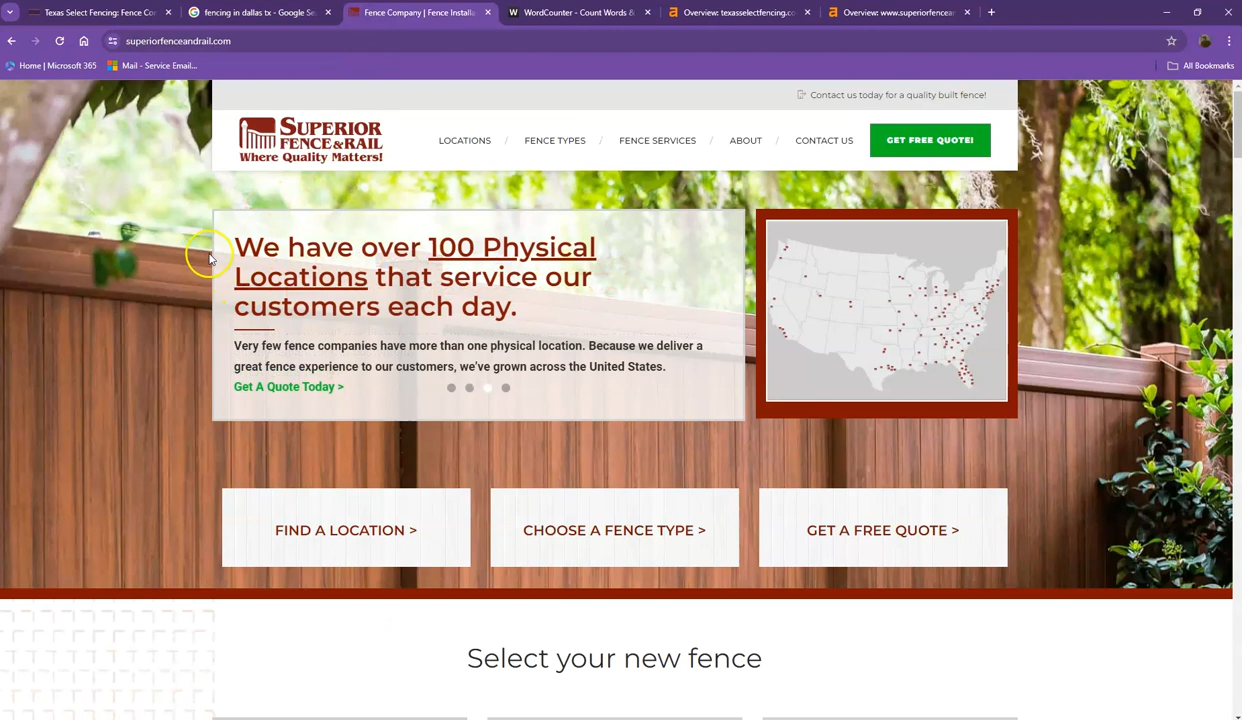 Texas Select Fencing: Fence Co
fencing in dallas tx - Google Se
Fence Company | Fence Installa
WordCounter - Count Words &
Overview: texasselectfencing.co
Overview: www.superiorfencean
superiorfenceandrail.com
Home | Microsoft 365
Mail - Service Email...
All Bookmarks
Contact us today for a quality built fence!
SUPERIOR
FENCE & RAIL
Where Quality Matters!
LOCATIONS / FENCE TYPES / FENCE SERVICES / ABOUT / CONTACT US
GET FREE QUOTE!
We have over 100 Physical
Locations that service our
customers each day.
Very few fence companies have more than one physical location. Because we deliver a
great fence experience to our customers, we've grown across the United States.
Get A Quote Today >
FIND A LOCATION >
CHOOSE A FENCE TYPE >
GET A FREE QUOTE >
Select your new fence